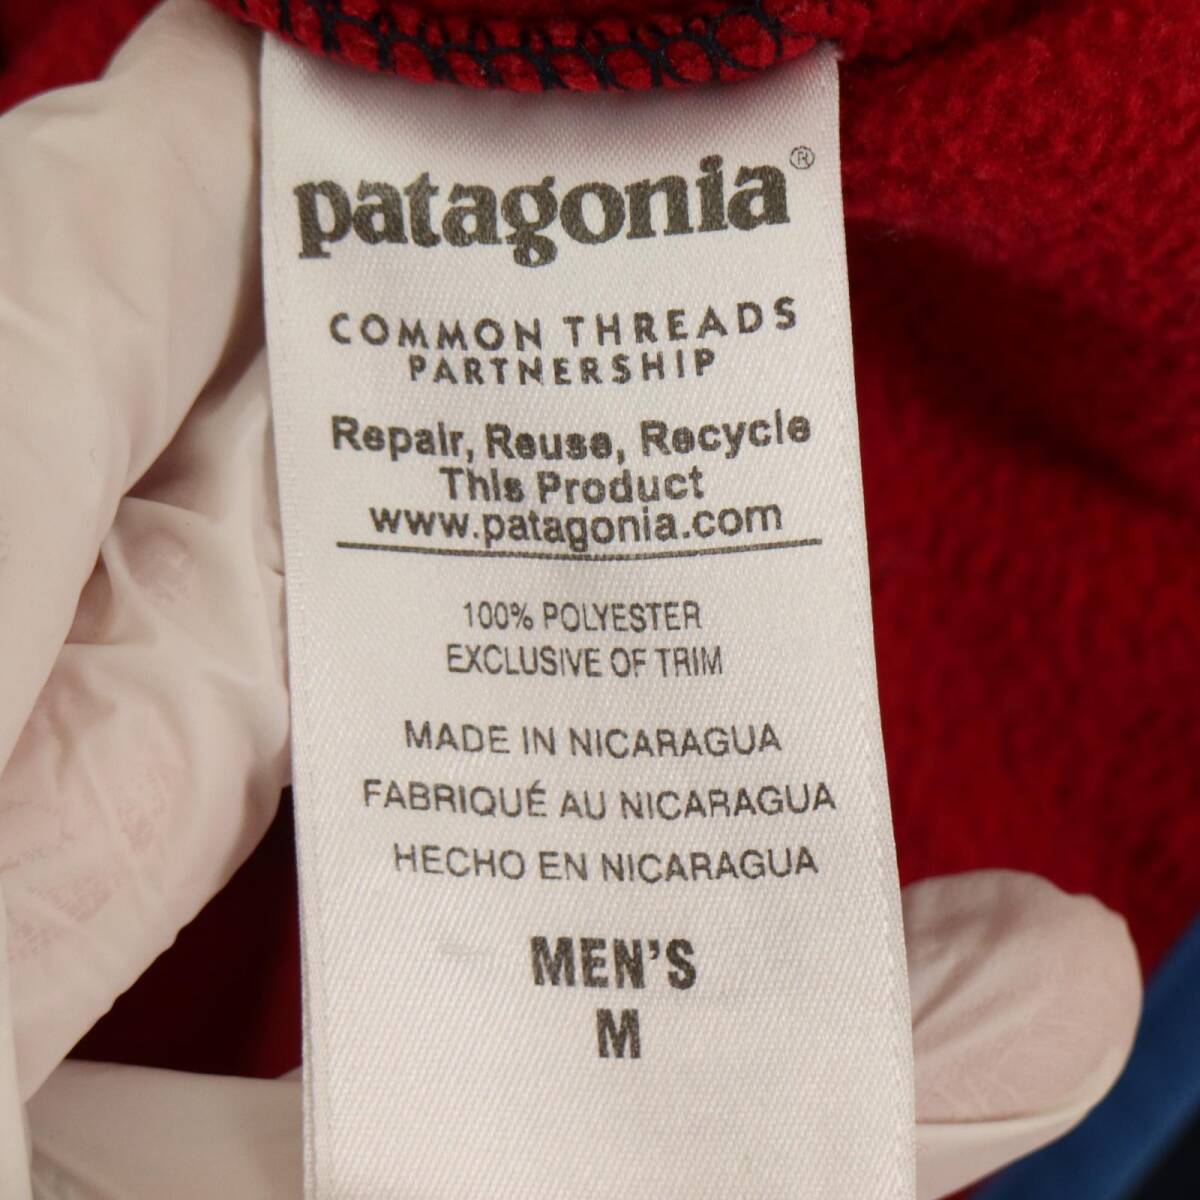 patagonia®
COMMON THREADS
PARTNERSHIP
Repair, Reuse, Recycle
This Product
www.patagonia.com
100% POLYESTER
EXCLUSIVE OF TRIM
MADE IN NICARAGUA
FABRIQUÉ AU NICARAGUA
HECHO EN NICARAGUA
MEN'S
M